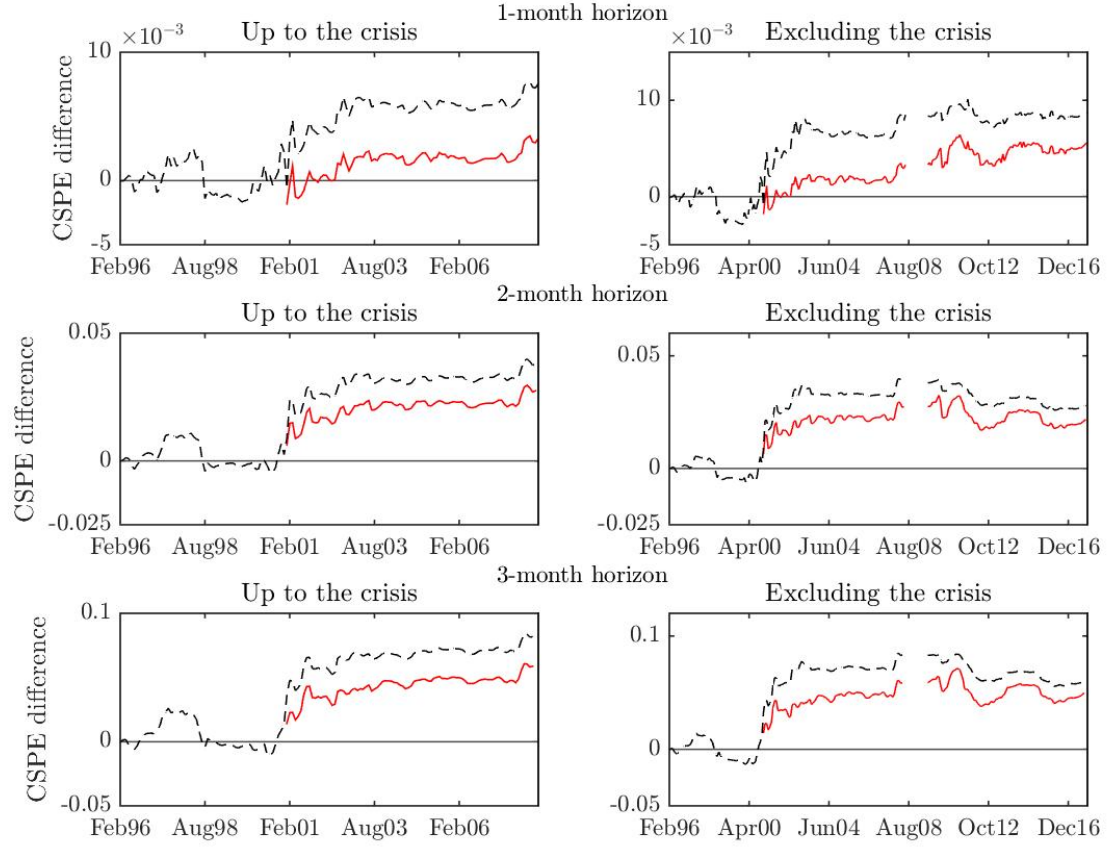 1-month horizon
Up to the crisis
Excluding the crisis
×10⁻³
×10⁻³
CSPE difference
10
5
0
-5
Feb96 Aug98 Feb01 Aug03 Feb06
10
5
0
-5
Feb96 Apr00 Jun04 Aug08 Oct12 Dec16
2-month horizon
Up to the crisis
Excluding the crisis
CSPE difference
0.05
0
-0.025
Feb96 Aug98 Feb01 Aug03 Feb06
0.05
0
-0.025
Feb96 Apr00 Jun04 Aug08 Oct12 Dec16
3-month horizon
Up to the crisis
Excluding the crisis
CSPE difference
0.1
0
-0.05
Feb96 Aug98 Feb01 Aug03 Feb06
0.1
0
-0.05
Feb96 Apr00 Jun04 Aug08 Oct12 Dec16